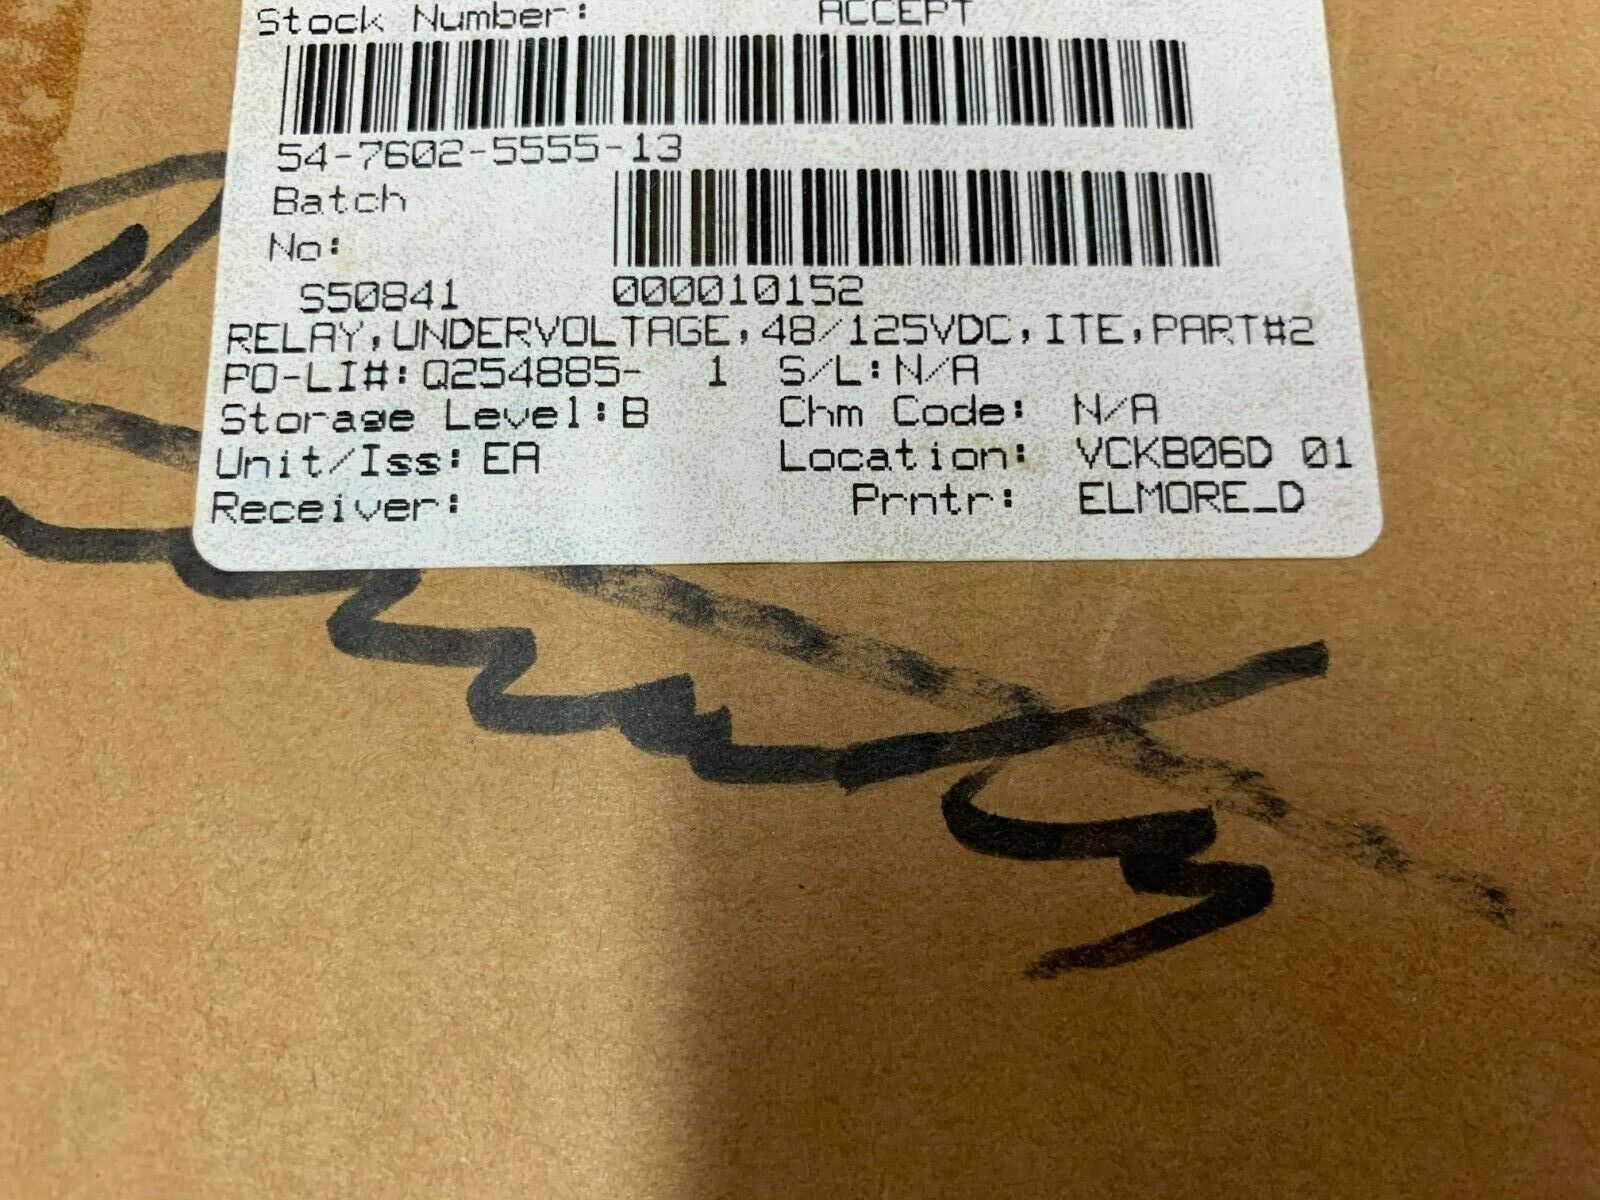 Stock Number: ACCEPT
54-7602-5555-13
Batch
No:
S50841 0000010152
RELAY,UNDERVOLTAGE,48/125VDC,ITE,PART#2
PO-LI#:Q254885- 1 S/L:N/A
Storage Level:B Chm Code: N/A
Unit/Iss:EA Location: VCKB06D 01
Receiver: Prntr: ELMORE_D